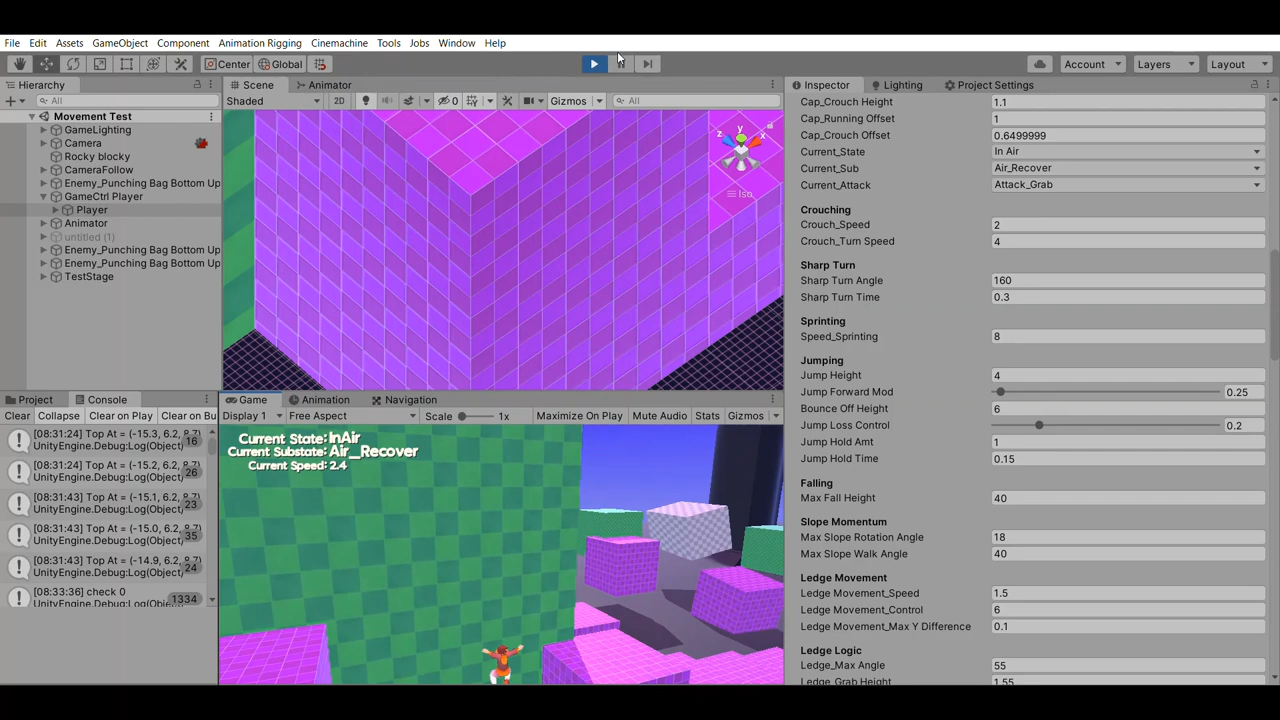 File Edit Assets GameObject Component Animation Rigging Cinemachine Tools Jobs Window Help
Center Global Account Layers Layout
Hierarchy
All
Movement Test
GameLighting
Camera
Rocky blocky
CameraFollow
Enemy_Punching Bag Bottom Up
GameCtrl Player
Player
Animator
untitled (1)
Enemy_Punching Bag Bottom Up
Enemy_Punching Bag Bottom Up
TestStage
Scene Animator
Shaded 2D 0 Gizmos All
y
z x
Iso
Project Console
Clear Collapse Clear on Play Clear on Bu
[08:31:24] Top At = (-15.3, 6.2, 8.7)
UnityEngine.Debug:Log(Object) 16
[08:31:24] Top At = (-15.2, 6.2, 8.7)
UnityEngine.Debug:Log(Object) 26
[08:31:43] Top At = (-15.1, 6.2, 8.7)
UnityEngine.Debug:Log(Object) 23
[08:31:43] Top At = (-15.0, 6.2, 8.7)
UnityEngine.Debug:Log(Object) 35
[08:31:43] Top At = (-14.9, 6.2, 8.7)
UnityEngine.Debug:Log(Object) 24
[08:33:36] check 0
UnityEngine.Debug:Log(Object) 1334
Game Animation Navigation
Display 1 Free Aspect Scale 1x Maximize On Play Mute Audio Stats Gizmos
Current State: InAir
Current Substate: Air_Recover
Current Speed: 2.4
Inspector Lighting Project Settings
Cap_Crouch Height 1.1
Cap_Running Offset 1
Cap_Crouch Offset 0.6499999
Current_State In Air
Current_Sub Air_Recover
Current_Attack Attack_Grab
Crouching
Crouch_Speed 2
Crouch_Turn Speed 4
Sharp Turn
Sharp Turn Angle 160
Sharp Turn Time 0.3
Sprinting
Speed_Sprinting 8
Jumping
Jump Height 4
Jump Forward Mod 0.25
Bounce Off Height 6
Jump Loss Control 0.2
Jump Hold Amt 1
Jump Hold Time 0.15
Falling
Max Fall Height 40
Slope Momentum
Max Slope Rotation Angle 18
Max Slope Walk Angle 40
Ledge Movement
Ledge Movement_Speed 1.5
Ledge Movement_Control 6
Ledge Movement_Max Y Difference 0.1
Ledge Logic
Ledge_Max Angle 55
Ledge_Grab Height 1.55